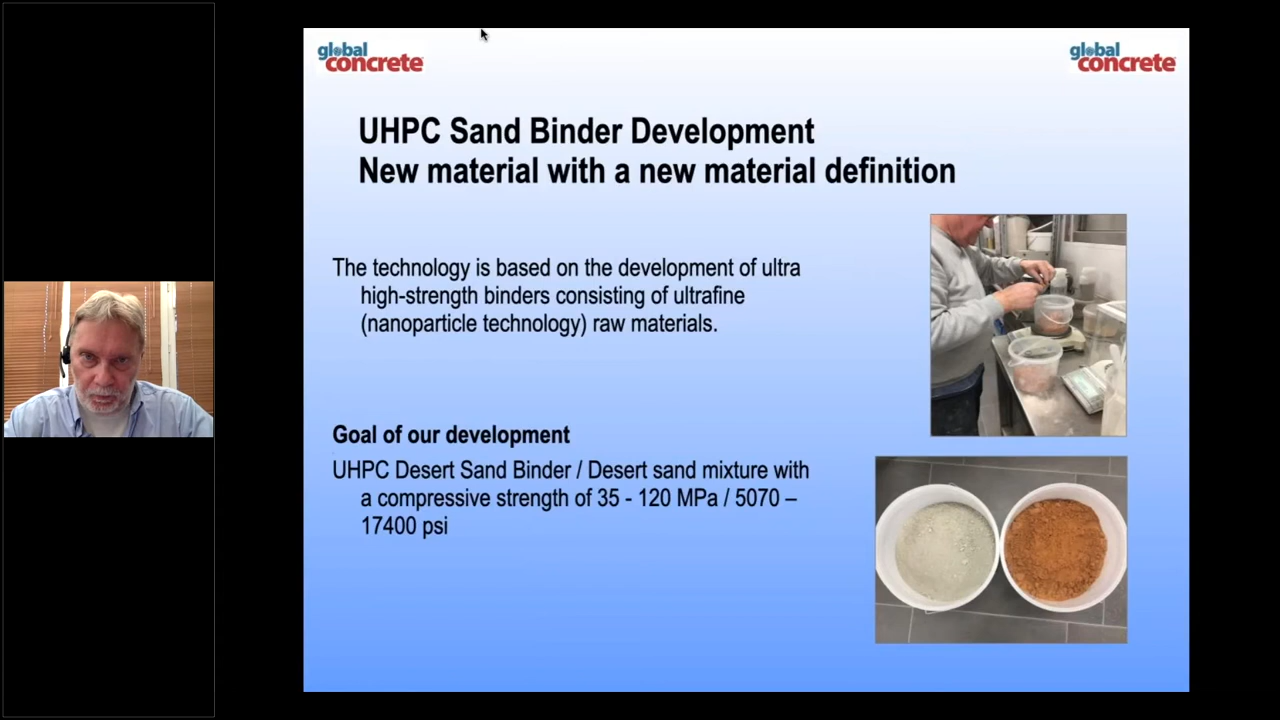 global
concrete
global
concrete
UHPC Sand Binder Development
New material with a new material definition
The technology is based on the development of ultra
high-strength binders consisting of ultrafine
(nanoparticle technology) raw materials.
Goal of our development
UHPC Desert Sand Binder / Desert sand mixture with
a compressive strength of 35 - 120 MPa / 5070 –
17400 psi